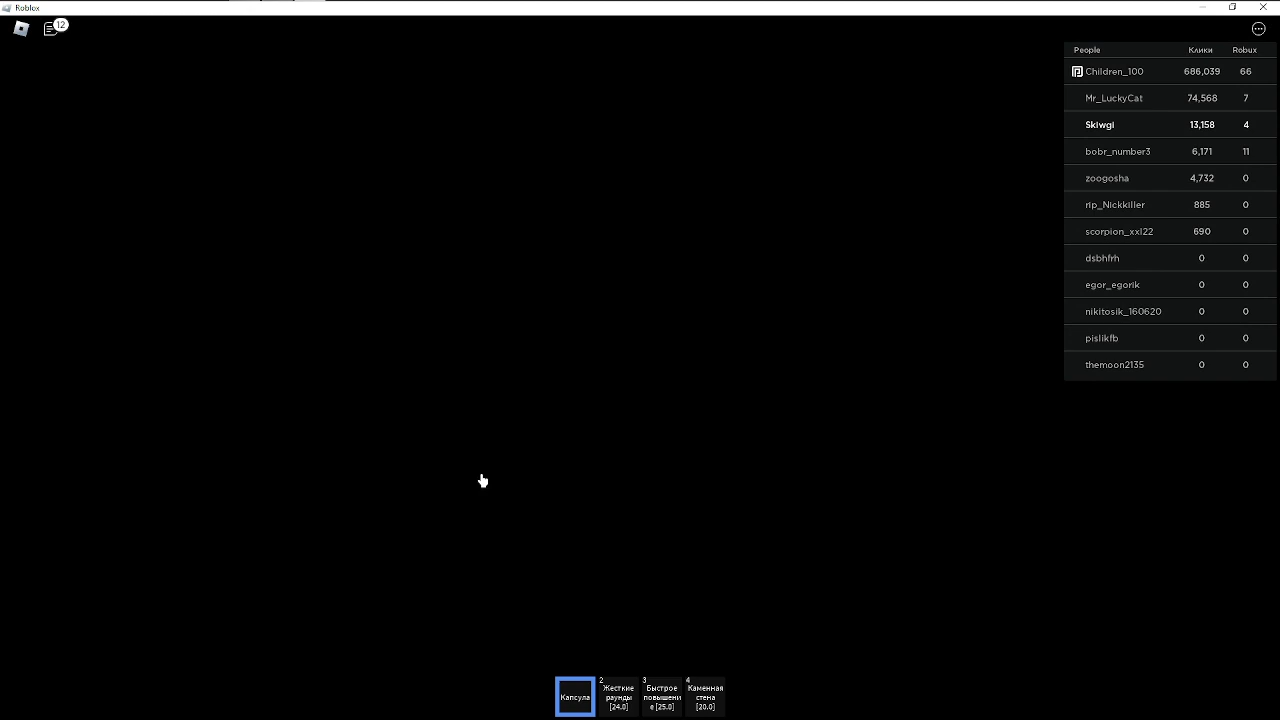 Roblox
12
People Клики Robux
Children_100 686,039 66
Mr_LuckyCat 74,568 7
Skiwgi 13,158 4
bobr_number3 6,171 11
zoogosha 4,732 0
rip_Nickkiller 885 0
scorpion_xxl22 690 0
dsbhfrh 0 0
egor_egorik 0 0
nikitosik_160620 0 0
pislikfb 0 0
themoon2135 0 0
Капсула
2
Жесткие
раунды
[24.0]
3
Быстрое
повышени
е [25.0]
4
Каменная
стена
[20.0]